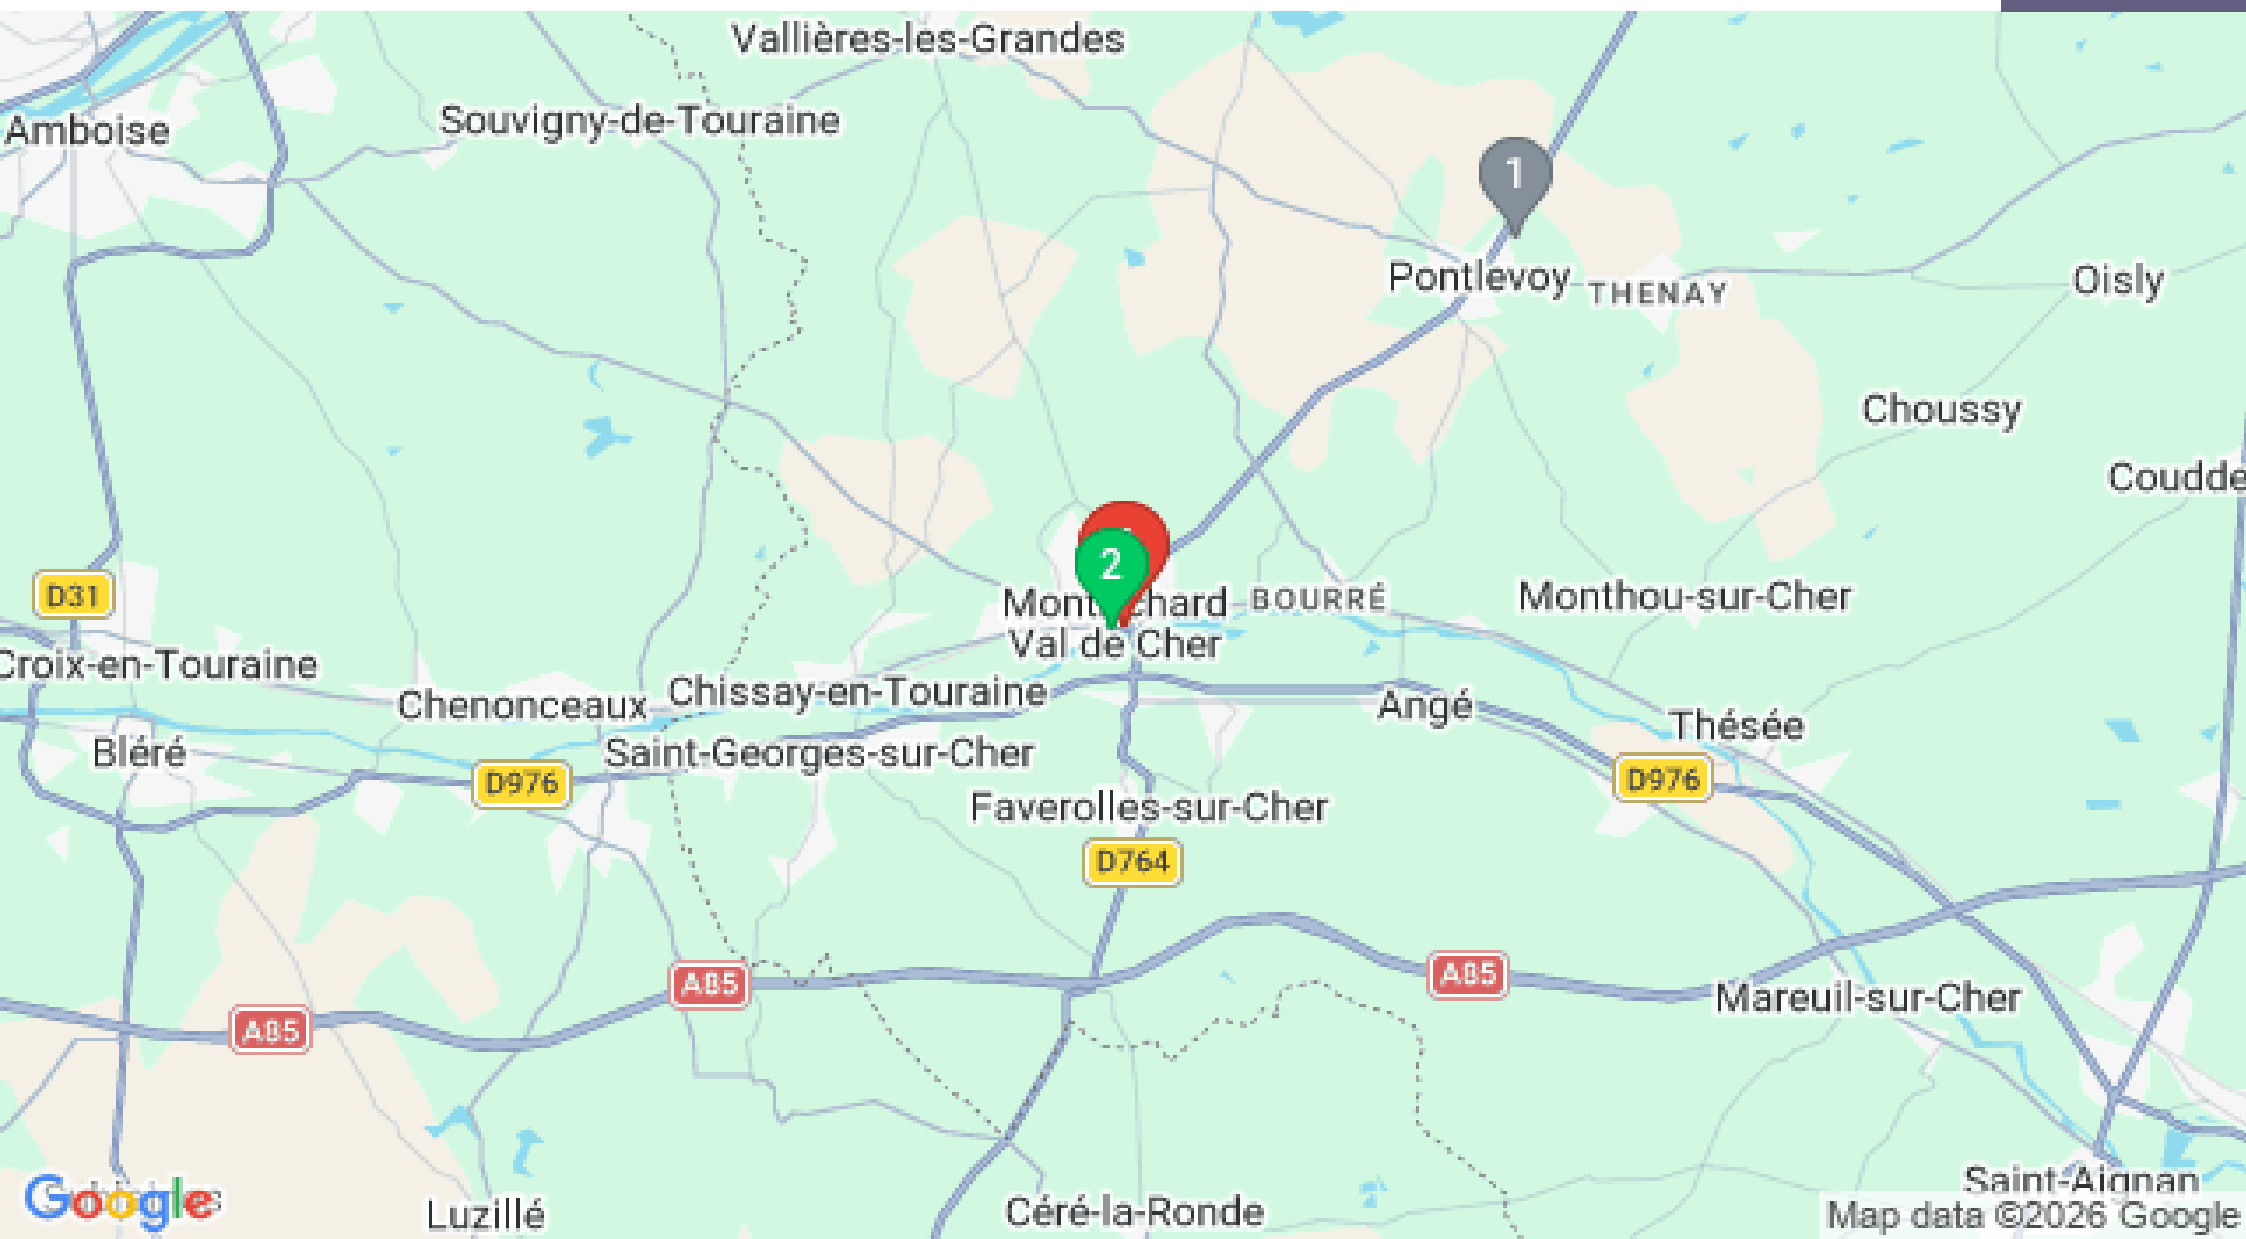 Vallières-les-Grandes
Souvigny-de-Touraine
Amboise
1
Pontlevoy
THENAY
Oisly
Choussy
Coudde
2
D31
Montrichard
Val de Cher
BOURRÉ
Monthou-sur-Cher
Croix-en-Touraine
Chenonceaux
Chissay-en-Touraine
Angé
Thésée
Bléré
Saint-Georges-sur-Cher
D976
D976
Faverolles-sur-Cher
D764
A85
A85
A85
Mareuil-sur-Cher
Saint-Aignan
Google
Luzillé
Céré-la-Ronde
Map data ©2026 Google